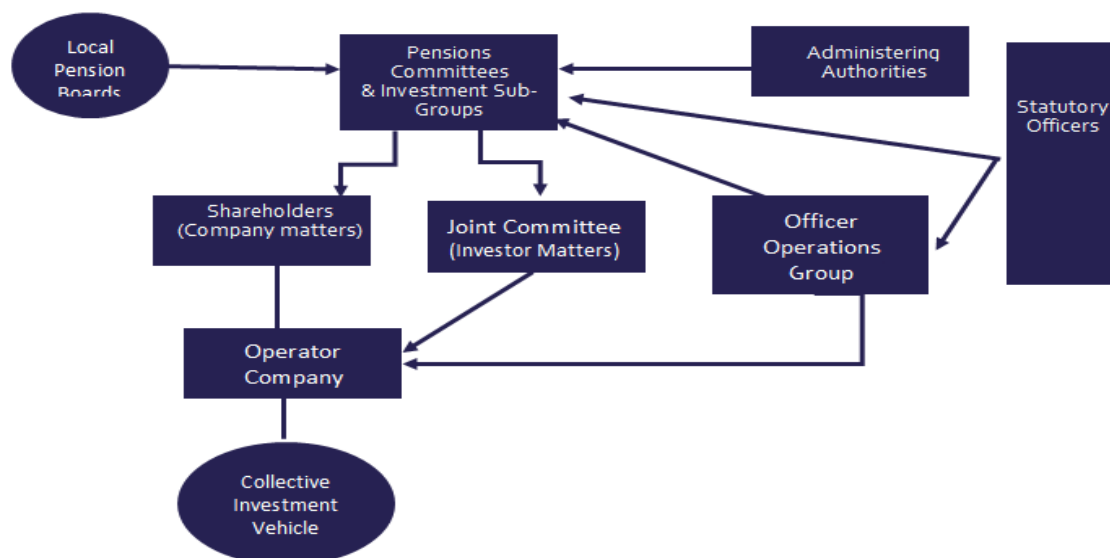 Local
Pension
Boards
Pensions
Committees
& Investment Sub-
Groups
Administering
Authorities
Statutory
Officers
Shareholders
(Company matters)
Joint Committee
(Investor Matters)
Officer
Operations
Group
Operator
Company
Collective
Investment
Vehicle